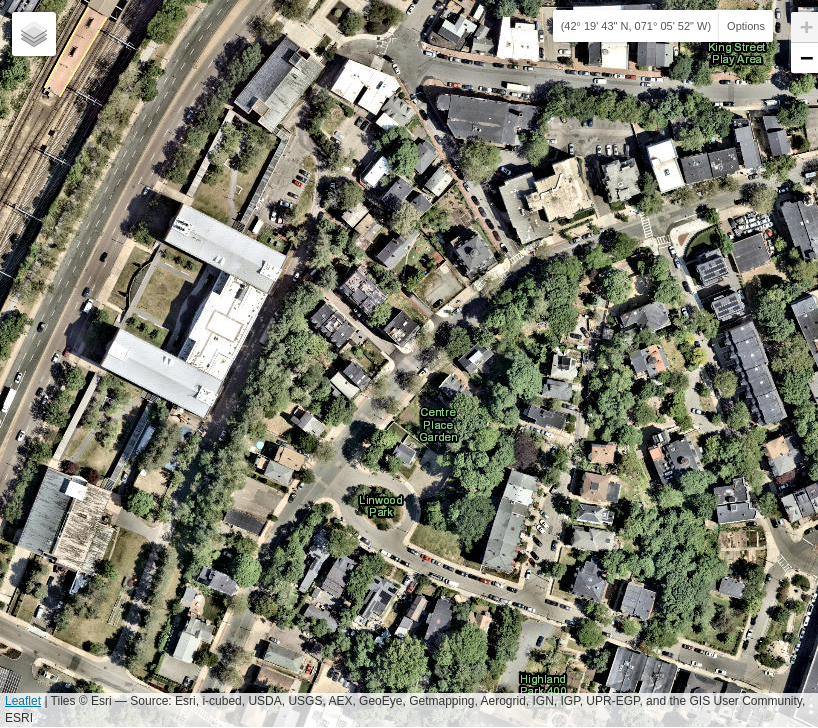 (42° 19' 43" N, 071° 05' 52" W) Options
+
−
King Street
Play Area
Centre
Place
Garden
Linwood
Park
Highland
Park 400
Leaflet | Tiles © Esri — Source: Esri, i-cubed, USDA, USGS, AEX, GeoEye, Getmapping, Aerogrid, IGN, IGP, UPR-EGP, and the GIS User Community,
ESRI